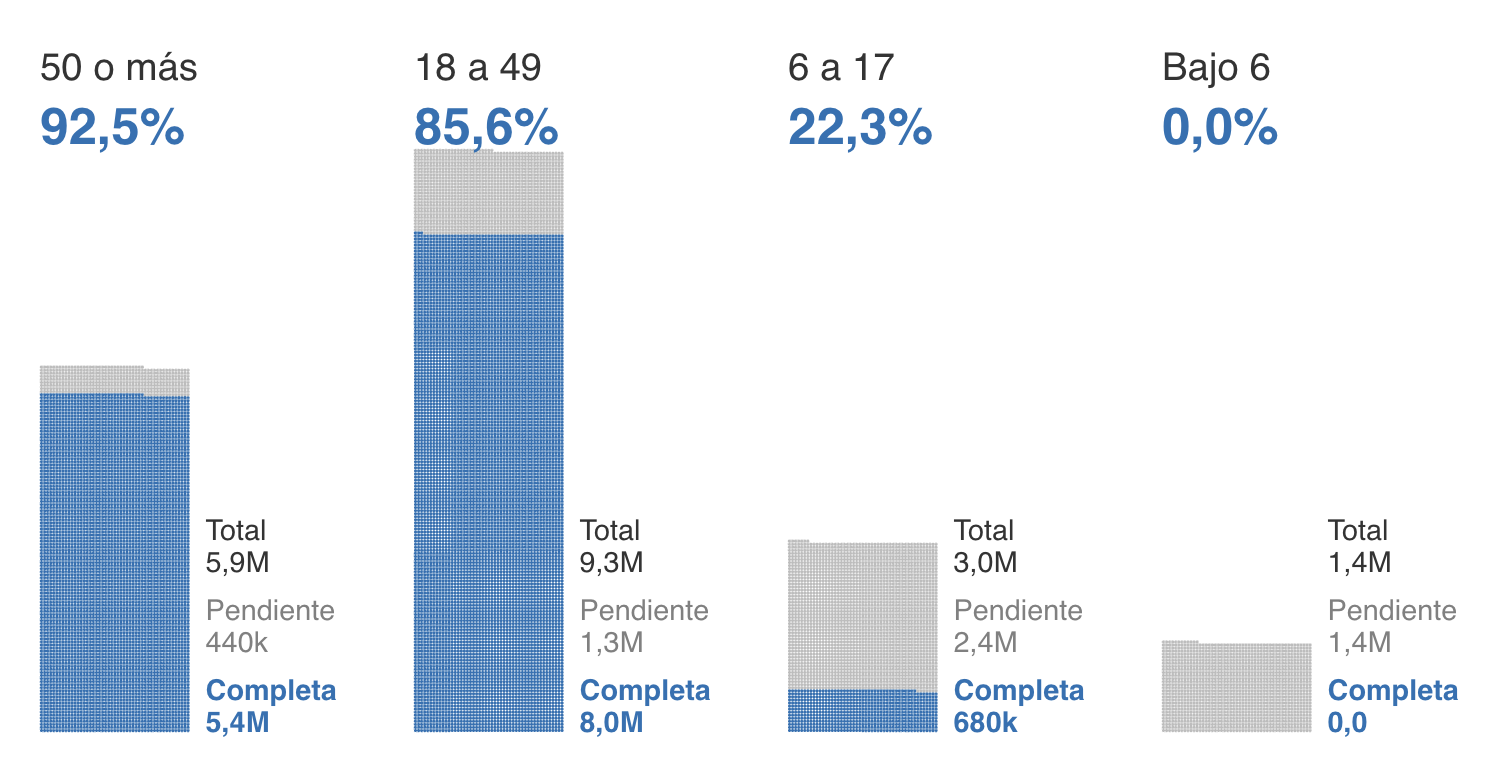 50 o más
92,5%
Total
5,9M
Pendiente
440k
Completa
5,4M
18 a 49
85,6%
Total
9,3M
Pendiente
1,3M
Completa
8,0M
6 a 17
22,3%
Total
3,0M
Pendiente
2,4M
Completa
680k
Bajo 6
0,0%
Total
1,4M
Pendiente
1,4M
Completa
0,0